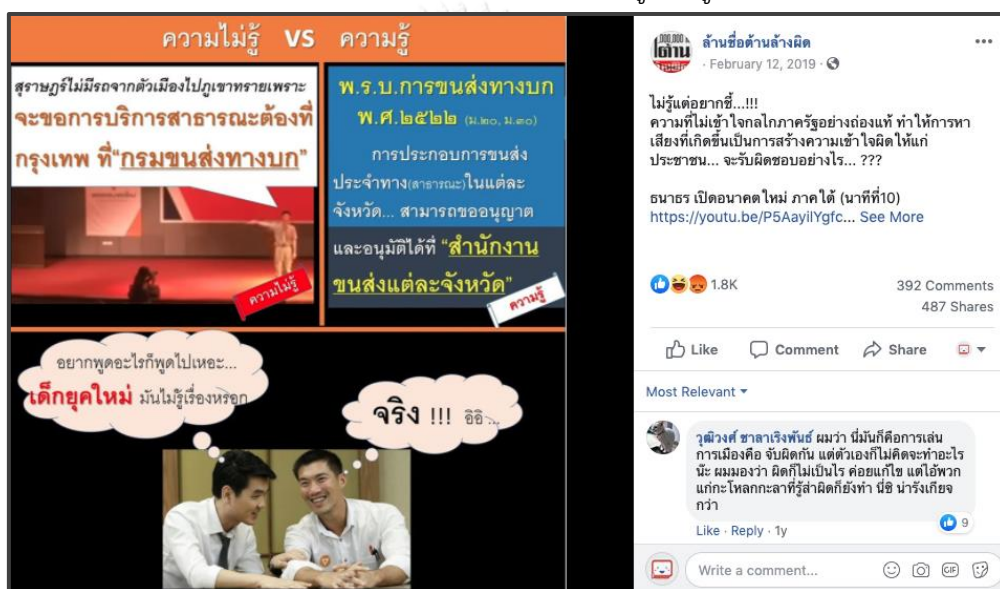 ความไม่รู้ VS ความรู้
สุราษฎร์ไม่มีรถจากตัวเมืองไปภูเขาทรายเพราะ
จะขอการบริการสาธารณะต้องที่
กรุงเทพ ที่“กรมขนส่งทางบก”
ความไม่รู้
พ.ร.บ.การขนส่งทางบก
พ.ศ.๒๕๒๒ (ม.๒๐, ม.๓๐)
การประกอบการขนส่ง
ประจำทาง(สาธารณะ)ในแต่ละ
จังหวัด... สามารถขออนุญาต
และอนุมัติได้ที่ “สำนักงาน
ขนส่งแต่ละจังหวัด”
ความรู้
อยากพูดอะไรก็พูดไปเหอะ...
เด็กยุคใหม่ มันไม่รู้เรื่องหรอก
จริง !!! อิอิ...
000,000
ต้าน
ล้านชื่อต้านล้างผิด
· February 12, 2019 ·
ไม่รู้แต่อยากชี้...!!!
ความที่ไม่เข้าใจกลไกภาครัฐอย่างถ่องแท้ ทำให้การหา
เสียงที่เกิดขึ้นเป็นการสร้างความเข้าใจผิดให้แก่
ประชาชน... จะรับผิดชอบอย่างไร... ???
ธนาธร เปิดอนาคตใหม่ ภาคใต้ (นาทีที่10)
https://youtu.be/P5AayilYgfc... See More
1.8K
392 Comments
487 Shares
Like Comment Share
Most Relevant
วุฒิวงศ์ ชาลาเริงพันธ์ ผมว่า นี่มันก็คือการเล่น
การเมืองคือ จับผิดกัน แต่ตัวเองก็ไม่คิดจะทำอะไร
น๊ะ ผมมองว่า ผิดก็ไม่เป็นไร ค่อยแก้ไข แต่ไอ้พวก
แก่กะโหลกกะลาที่รู้ส่าผิดก็ยังทำ นี่ซิ น่ารังเกียจ
กว่า
9
Like · Reply · 1y
Write a comment...
GIF